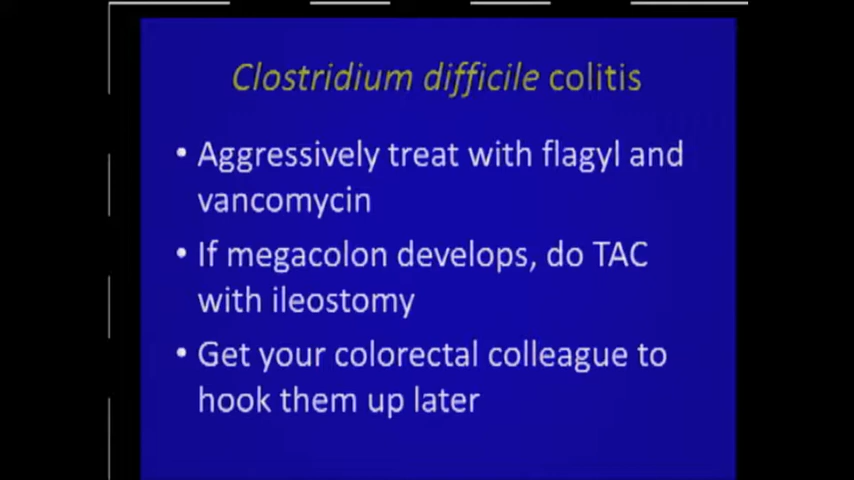 Clostridium difficile colitis
• Aggressively treat with flagyl and
vancomycin
• If megacolon develops, do TAC
with ileostomy
• Get your colorectal colleague to
hook them up later